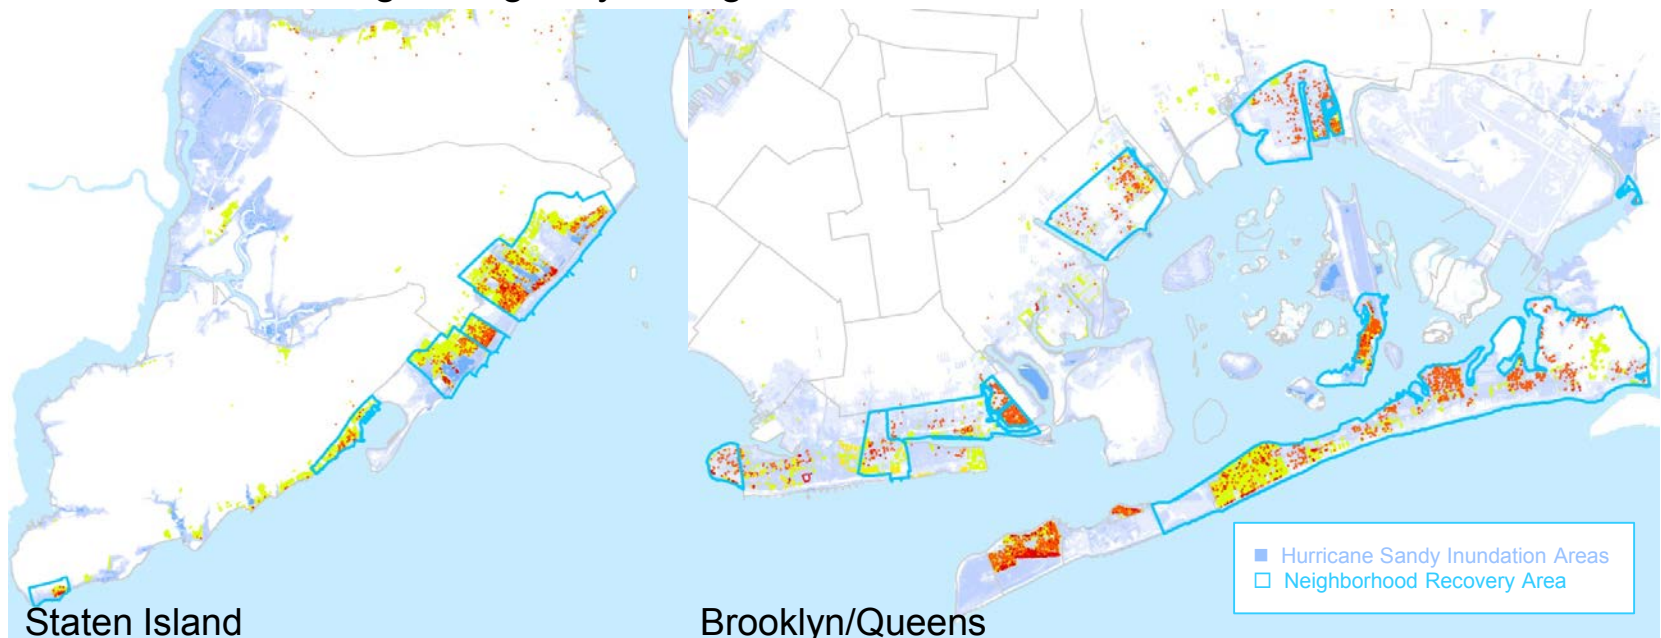 Staten Island
Brooklyn/Queens
Hurricane Sandy Inundation Areas
Neighborhood Recovery Area